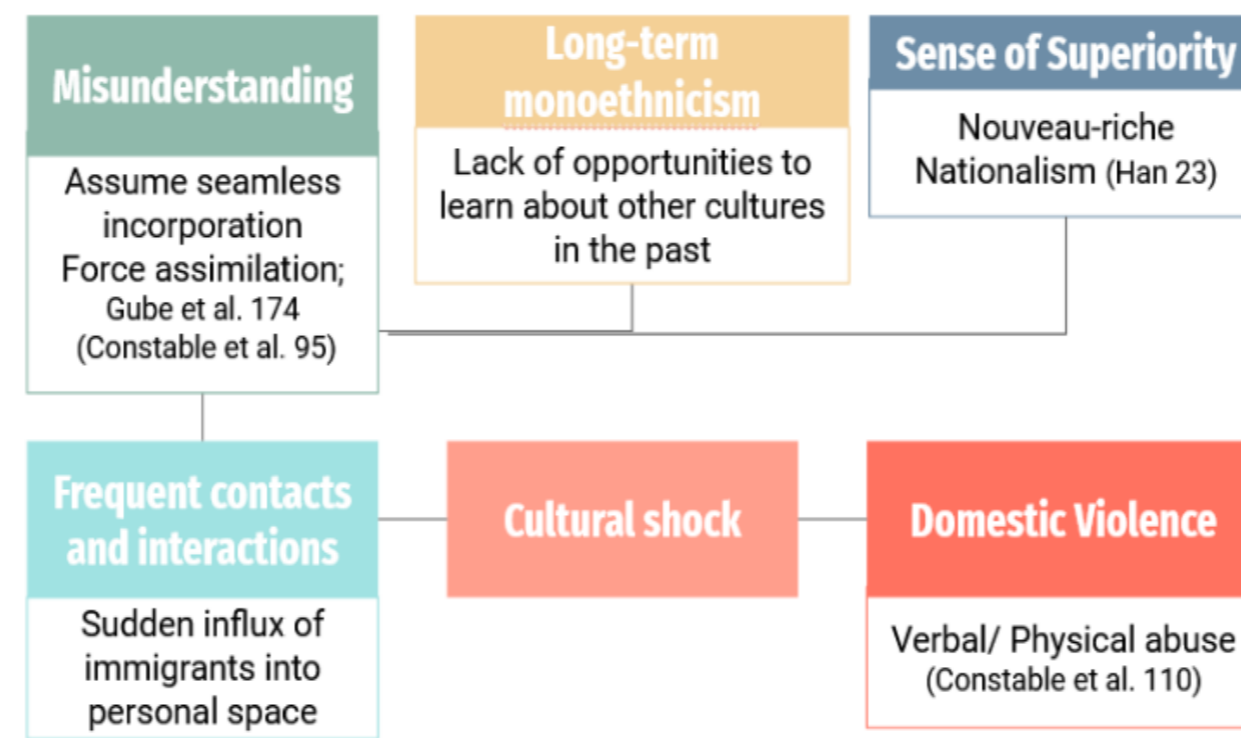 Misunderstanding
Assume seamless
incorporation
Force assimilation;
Gube et al. 174
(Constable et al. 95)
Long-term
monoethnicism
Lack of opportunities to
learn about other cultures
in the past
Sense of Superiority
Nouveau-riche
Nationalism (Han 23)
Frequent contacts
and interactions
Sudden influx of
immigrants into
personal space
Cultural shock
Domestic Violence
Verbal/ Physical abuse
(Constable et al. 110)